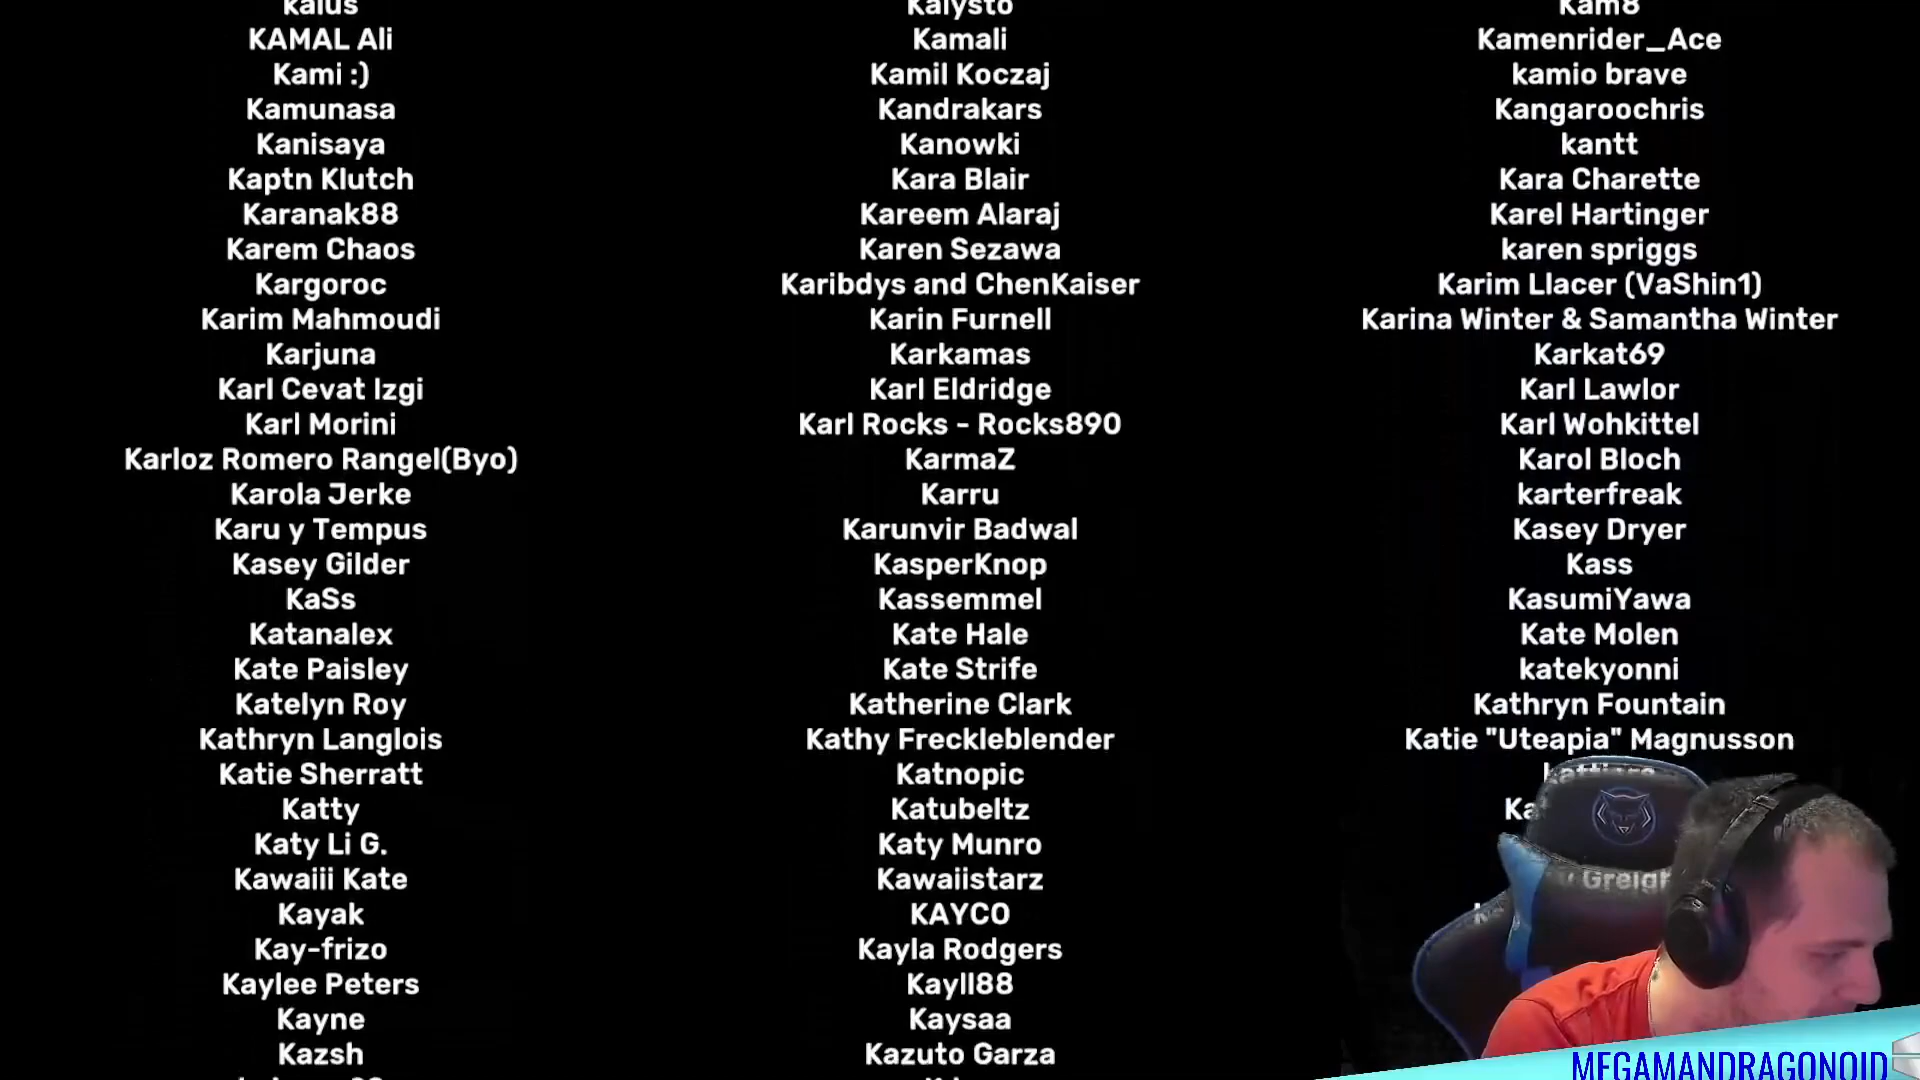 kaius Kalysto Kam8
KAMAL Ali Kamali Kamenrider_Ace
Kami :) Kamil Koczaj kamio brave
Kamunasa Kandrakars Kangaroochris
Kanisaya Kanowki kantt
Kaptn Klutch Kara Blair Kara Charette
Karanak88 Kareem Alaraj Karel Hartinger
Karem Chaos Karen Sezawa karen spriggs
Kargoroc Karibdys and ChenKaiser Karim Llacer (VaShin1)
Karim Mahmoudi Karin Furnell Karina Winter & Samantha Winter
Karjuna Karkamas Karkat69
Karl Cevat Izgi Karl Eldridge Karl Lawlor
Karl Morini Karl Rocks - Rocks890 Karl Wohkittel
Karloz Romero Rangel(Byo) KarmaZ Karol Bloch
Karola Jerke Karru karterfreak
Karu y Tempus Karunvir Badwal Kasey Dryer
Kasey Gilder KasperKnop Kass
KaSs Kassemmel KasumiYawa
Katanalex Kate Hale Kate Molen
Kate Paisley Kate Strife katekyonni
Katelyn Roy Katherine Clark Kathryn Fountain
Kathryn Langlois Kathy Freckleblender Katie "Uteapia" Magnusson
Katie Sherratt Katnopic
Katty Katubeltz
Katy Li G. Katy Munro
Kawaiii Kate Kawaiistarz
Kayak KAYCO
Kay-frizo Kayla Rodgers
Kaylee Peters Kayll88
Kayne Kaysaa
Kazsh Kazuto Garza
MEGAMANDRAGONOID